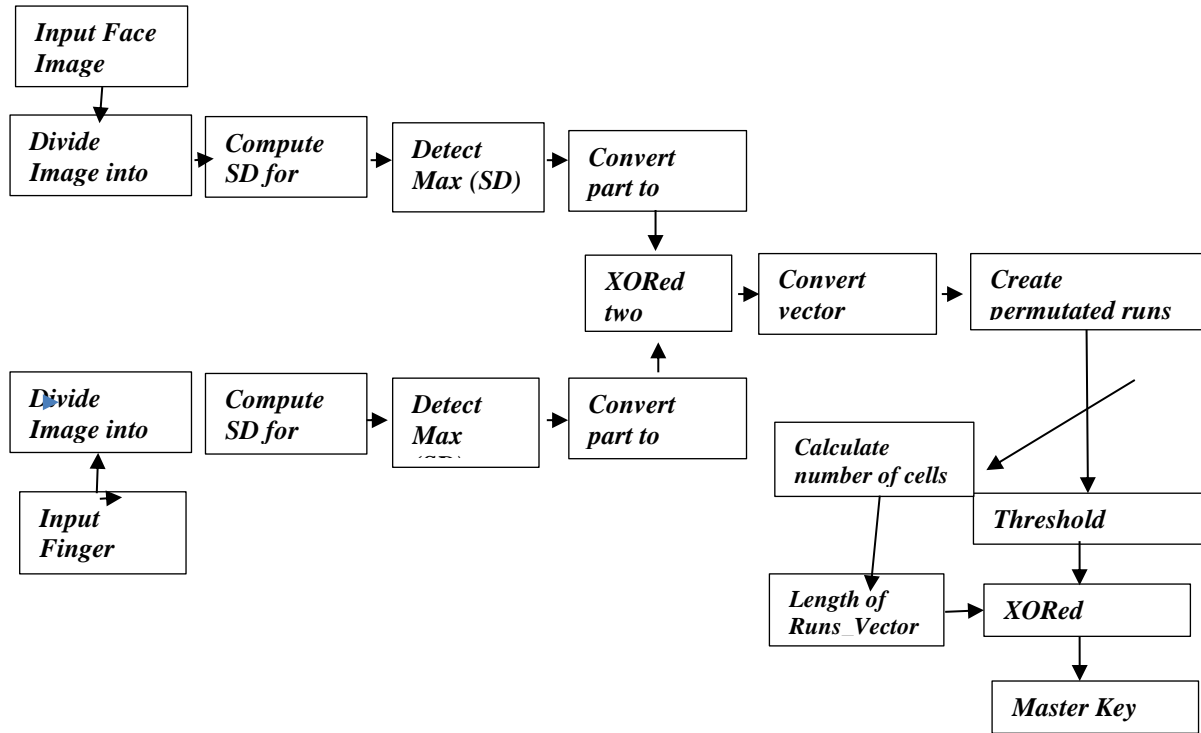 Input Face
Image
Divide
Image into
Compute
SD for
Detect
Max (SD)
Convert
part to
XORed
two
Convert
vector
Create
permutated runs
Divide
Image into
Compute
SD for
Detect
Max
Convert
part to
Input
Finger
Calculate
number of cells
Threshold
Length of
Runs_Vector
XORed
Master Key